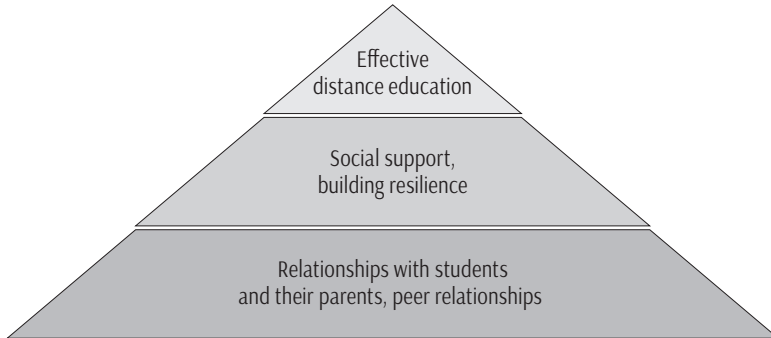 Effective
distance education
Social support,
building resilience
Relationships with students
and their parents, peer relationships